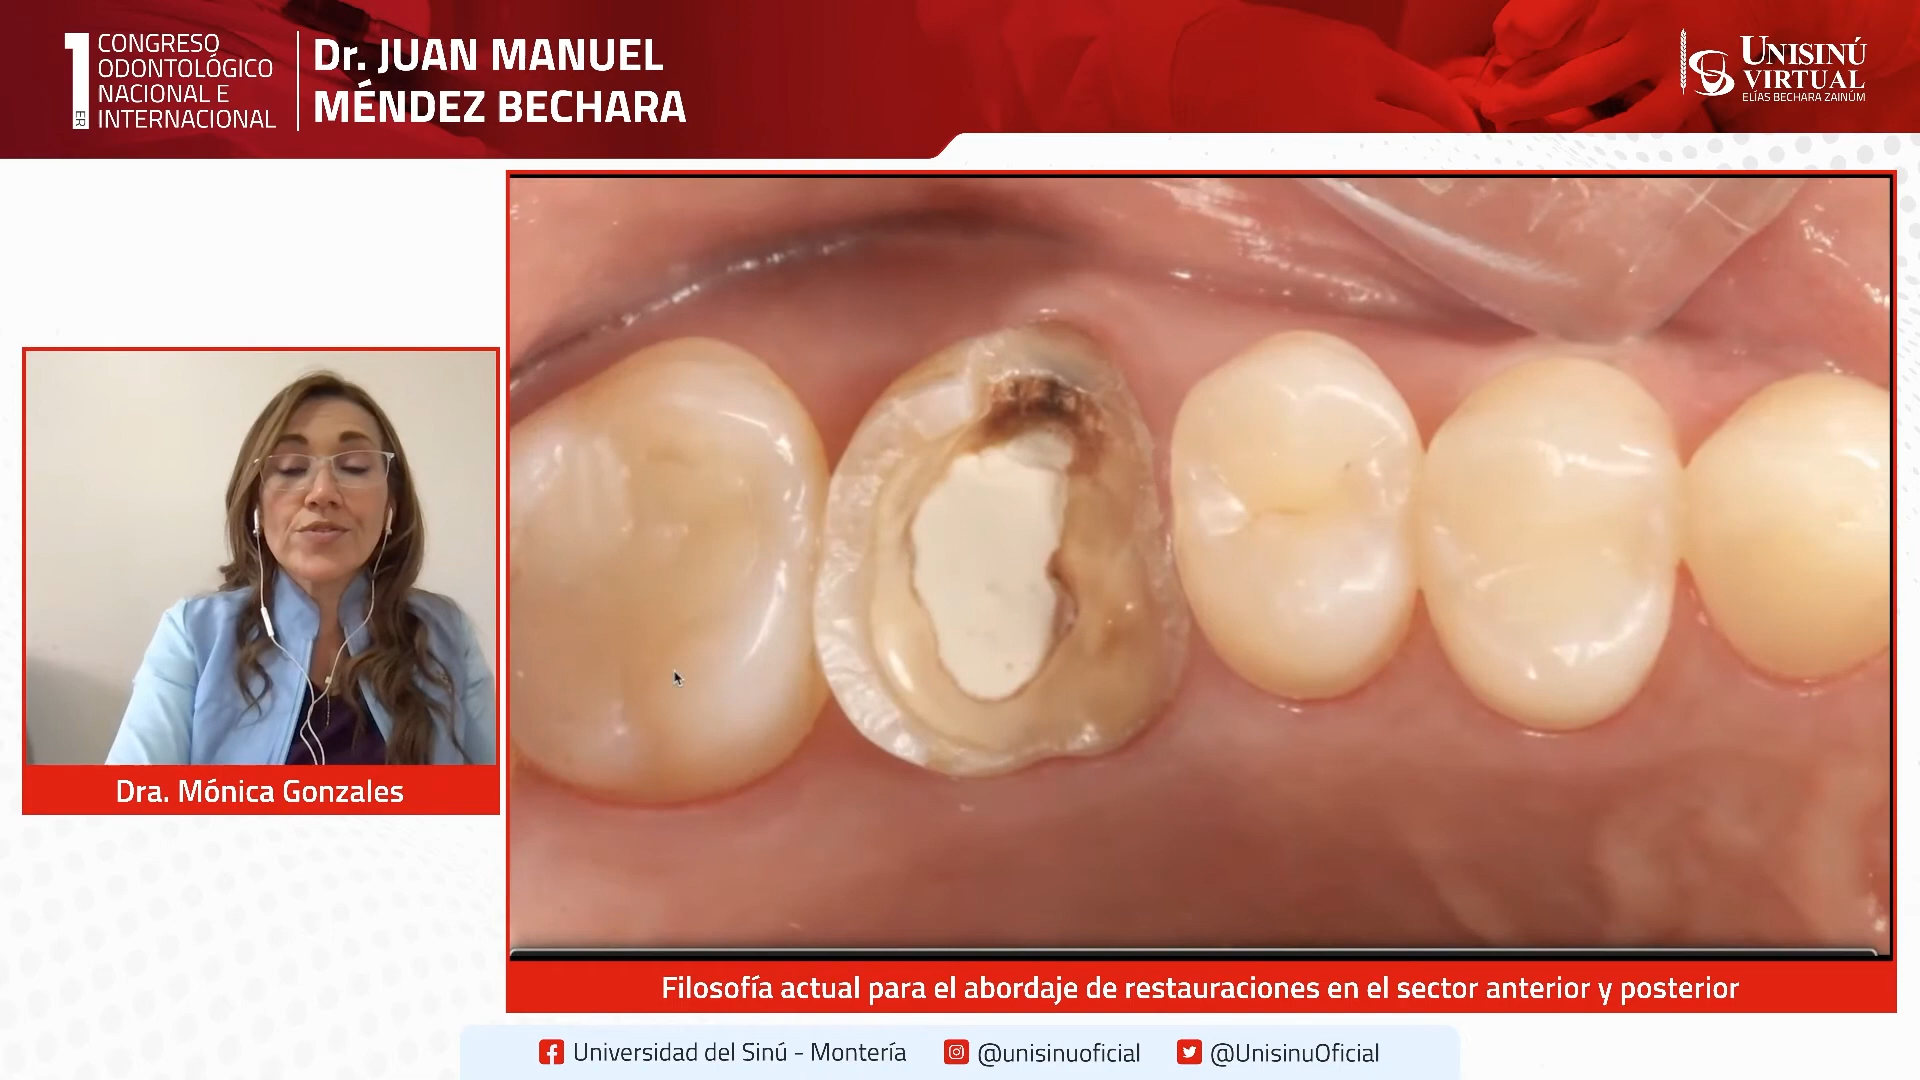 1ER
CONGRESO
ODONTOLÓGICO
NACIONAL E
INTERNACIONAL
Dr. JUAN MANUEL
MÉNDEZ BECHARA
UNISINÚ
VIRTUAL
ELÍAS BECHARA ZAINÚM
Dra. Mónica Gonzales
Filosofía actual para el abordaje de restauraciones en el sector anterior y posterior
Universidad del Sinú - Montería
@unisinuoficial
@UnisinuOficial